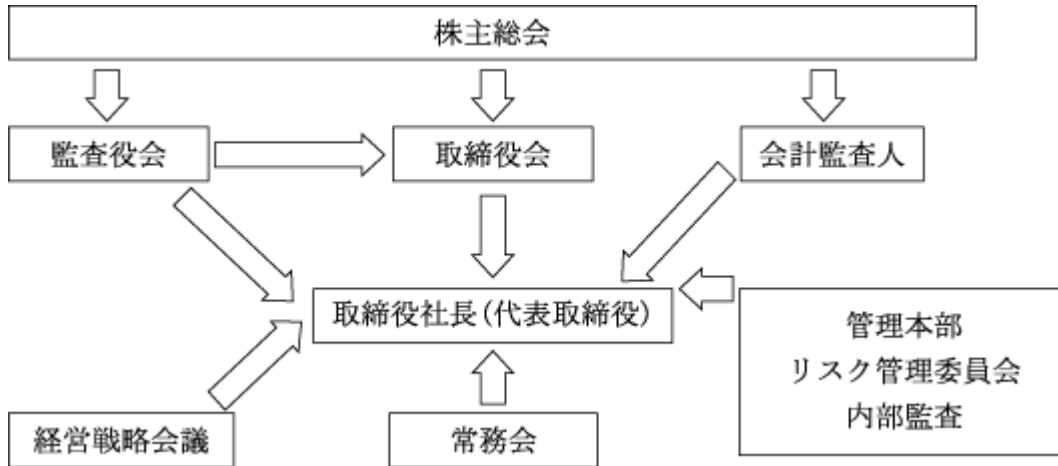 株主総会
監査役会
取締役会
会計監査人
取締役社長(代表取締役)
管理本部
リスク管理委員会
内部監査
経営戦略会議
常務会